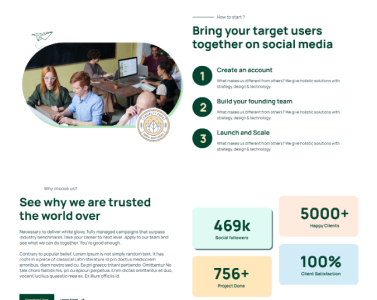 How to start ?
Bring your target users
together on social media
1
Create an account
What makes us different from others? We give holistic solutions with
strategy, design & technology.
2
Build your founding team
What makes us different from others? We give holistic solutions with
strategy, design & technology.
3
Launch and Scale
What makes us different from others? We give holistic solutions with
strategy, design & technology.
Why choose us?
See why we are trusted
the world over
Necessary to deliver white glove, fully managed campaigns that surpass
industry benchmarks. Take your career to next level. Apply to our team and
see what we can do together. You're good enough.
Contrary to popular belief, Lorem Ipsum is not simply random text. It has
roots in a piece of classical Latin literature
469k
Social followers
5000+
Happy Clients
756+
Project Done
100%
Client Satisfaction